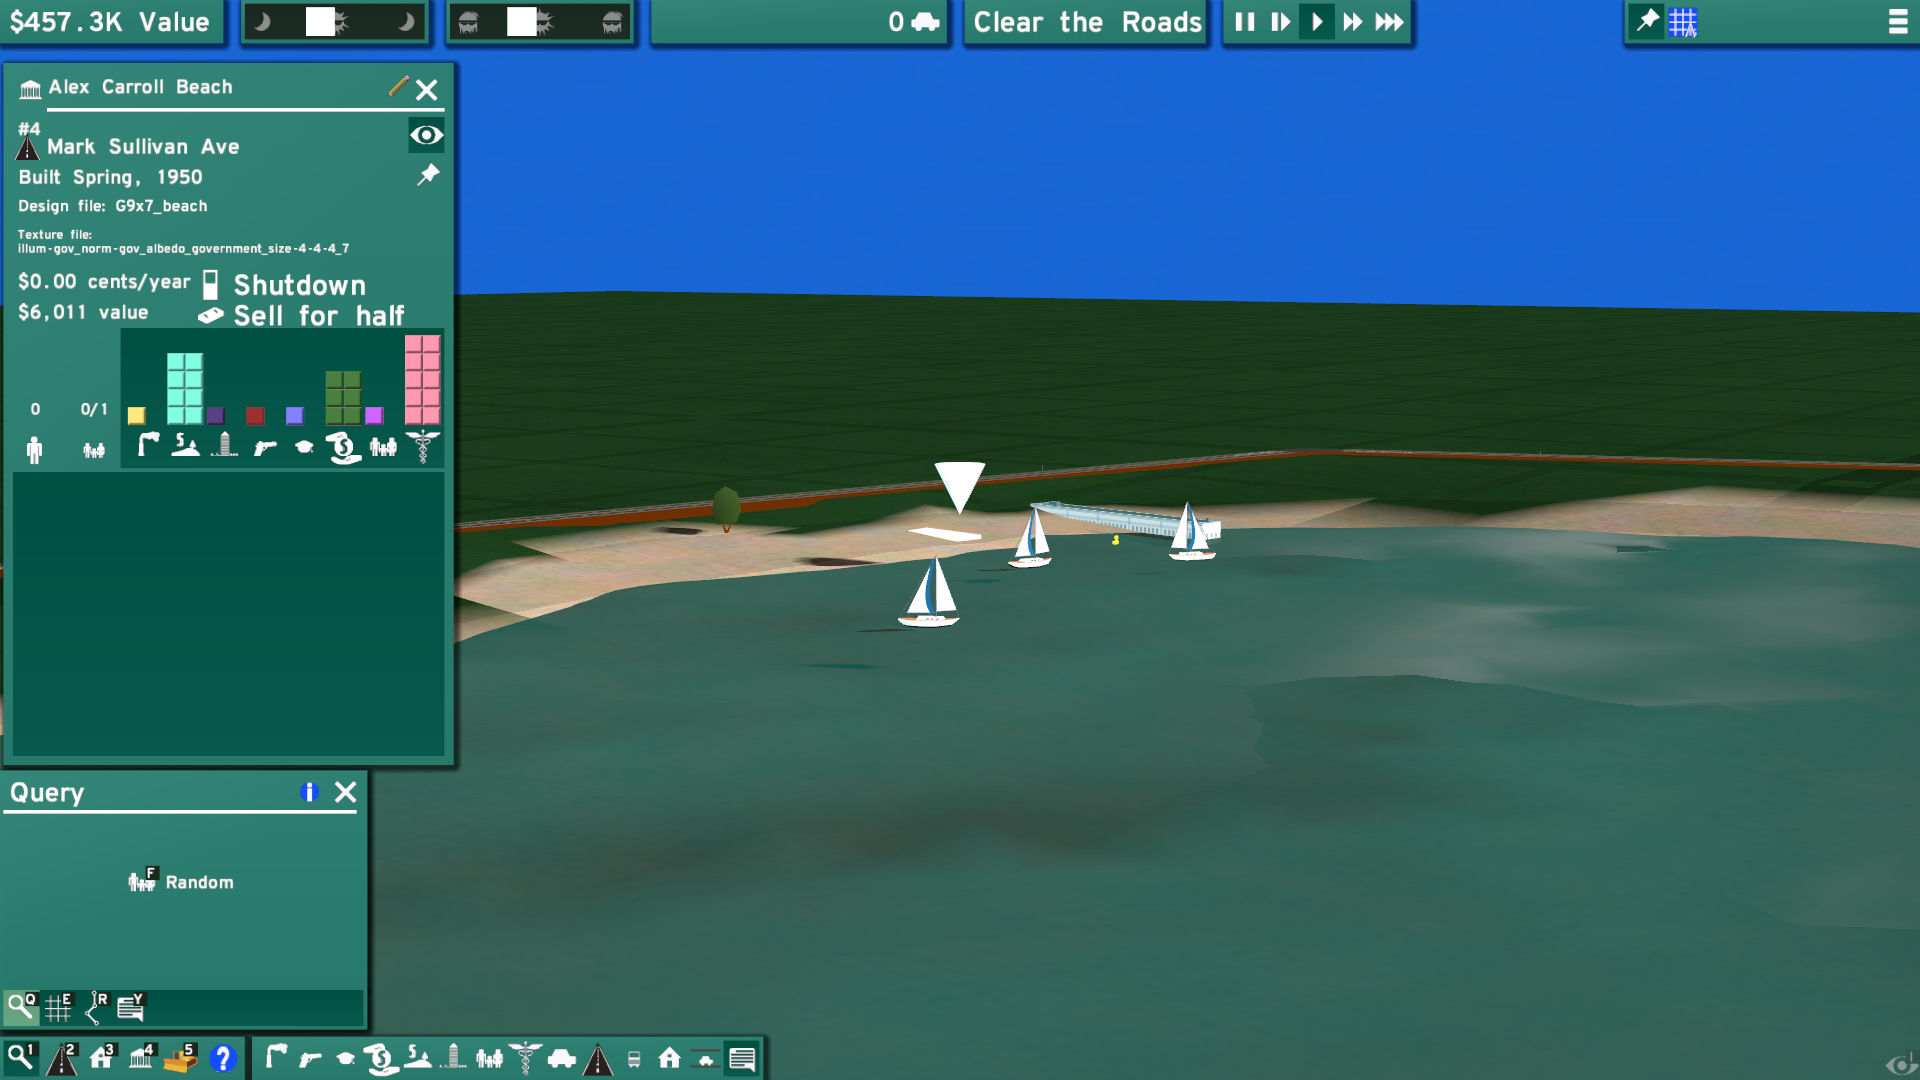 $457.3K Value
0
Clear the Roads
Alex Carroll Beach
#4
Mark Sullivan Ave
Built Spring, 1950
Design file: G9x7_beach
Texture file:
illum-gov_norm-gov_albedo_government_size-4-4-4_7
$0.00 cents/year
Shutdown
$6,011 value
Sell for half
0
0/1
Query
F
Random
Q
E
R
Y
1
2
3
4
5
?